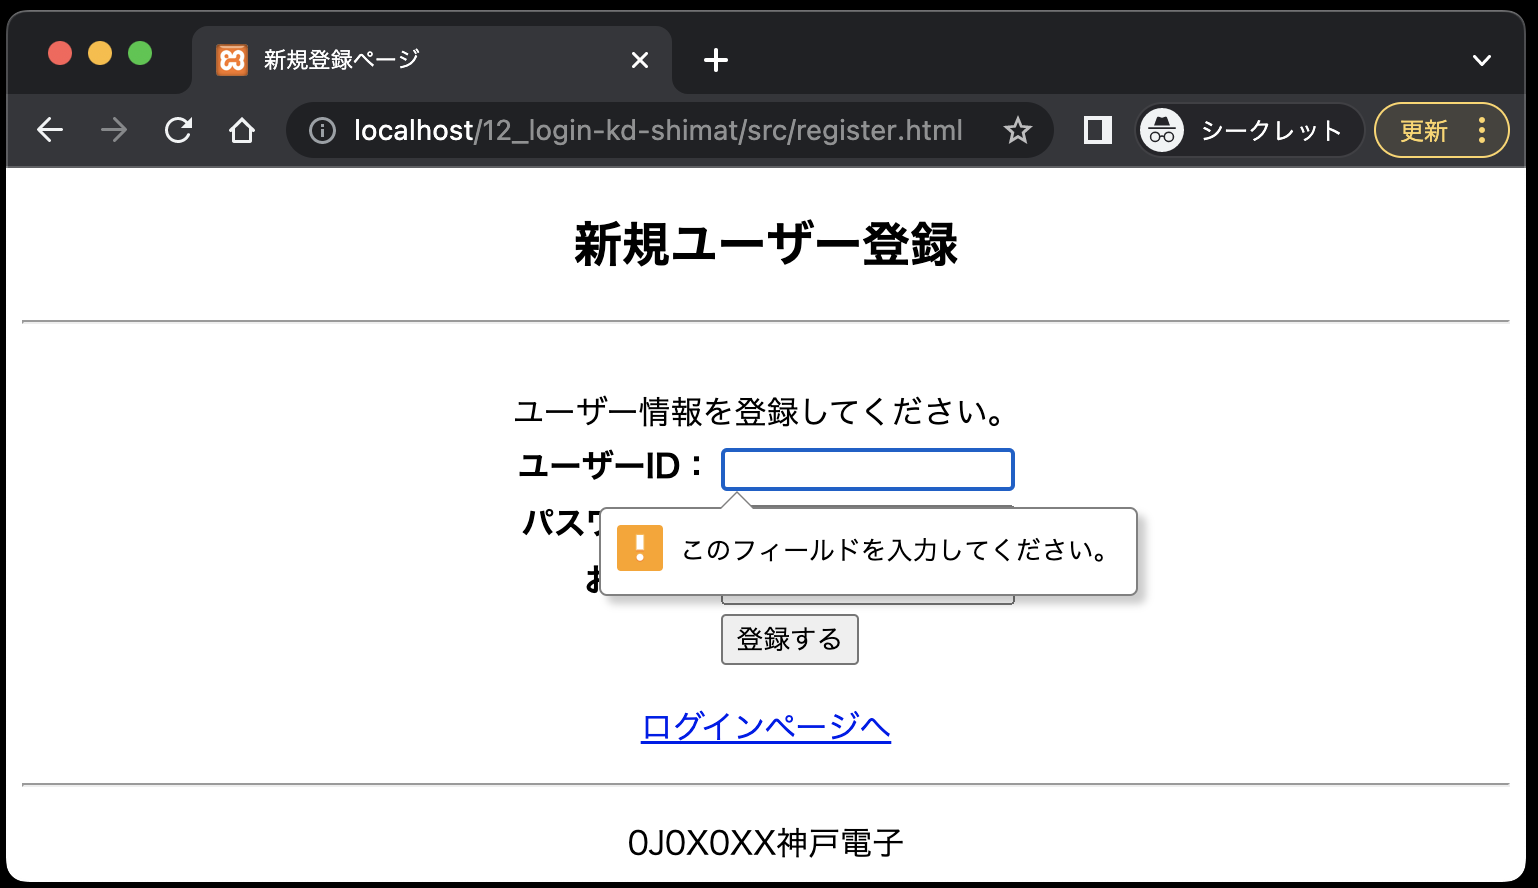 新規登録ページ
localhost/12_login-kd-shimat/src/register.html
シークレット
更新
新規ユーザー登録
ユーザー情報を登録してください。
ユーザーID：
パスワ
このフィールドを入力してください。
お
登録する
ログインページへ
0J0X0XX神戸電子